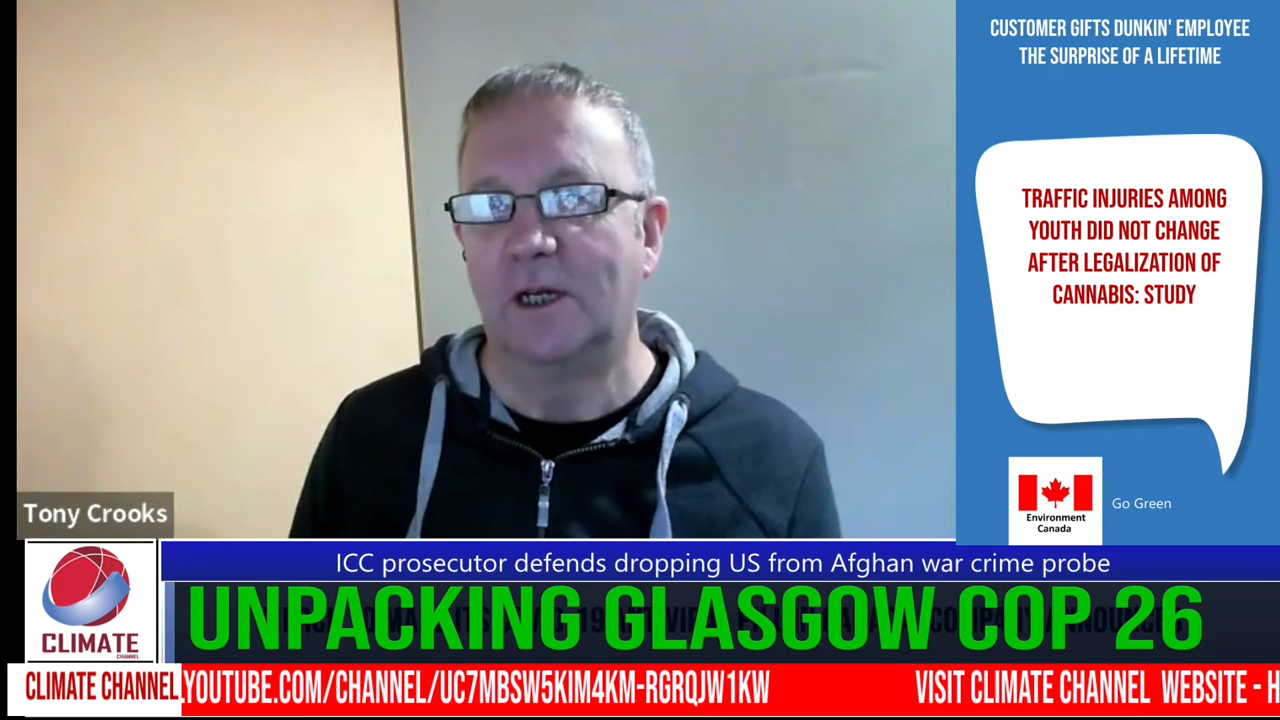 CUSTOMER GIFTS DUNKIN' EMPLOYEE
THE SURPRISE OF A LIFETIME
TRAFFIC INJURIES AMONG
YOUTH DID NOT CHANGE
AFTER LEGALIZATION OF
CANNABIS: STUDY
Environment
Canada
Go Green
Tony Crooks
CLIMATE
CHANNEL
ICC prosecutor defends dropping US from Afghan war crime probe
UNPACKING GLASGOW COP 26
CLIMATE CHANNEL
.YOUTUBE.COM/CHANNEL/UC7MBSW5KIM4KM-RGRQJW1KW VISIT CLIMATE CHANNEL WEBSITE - H